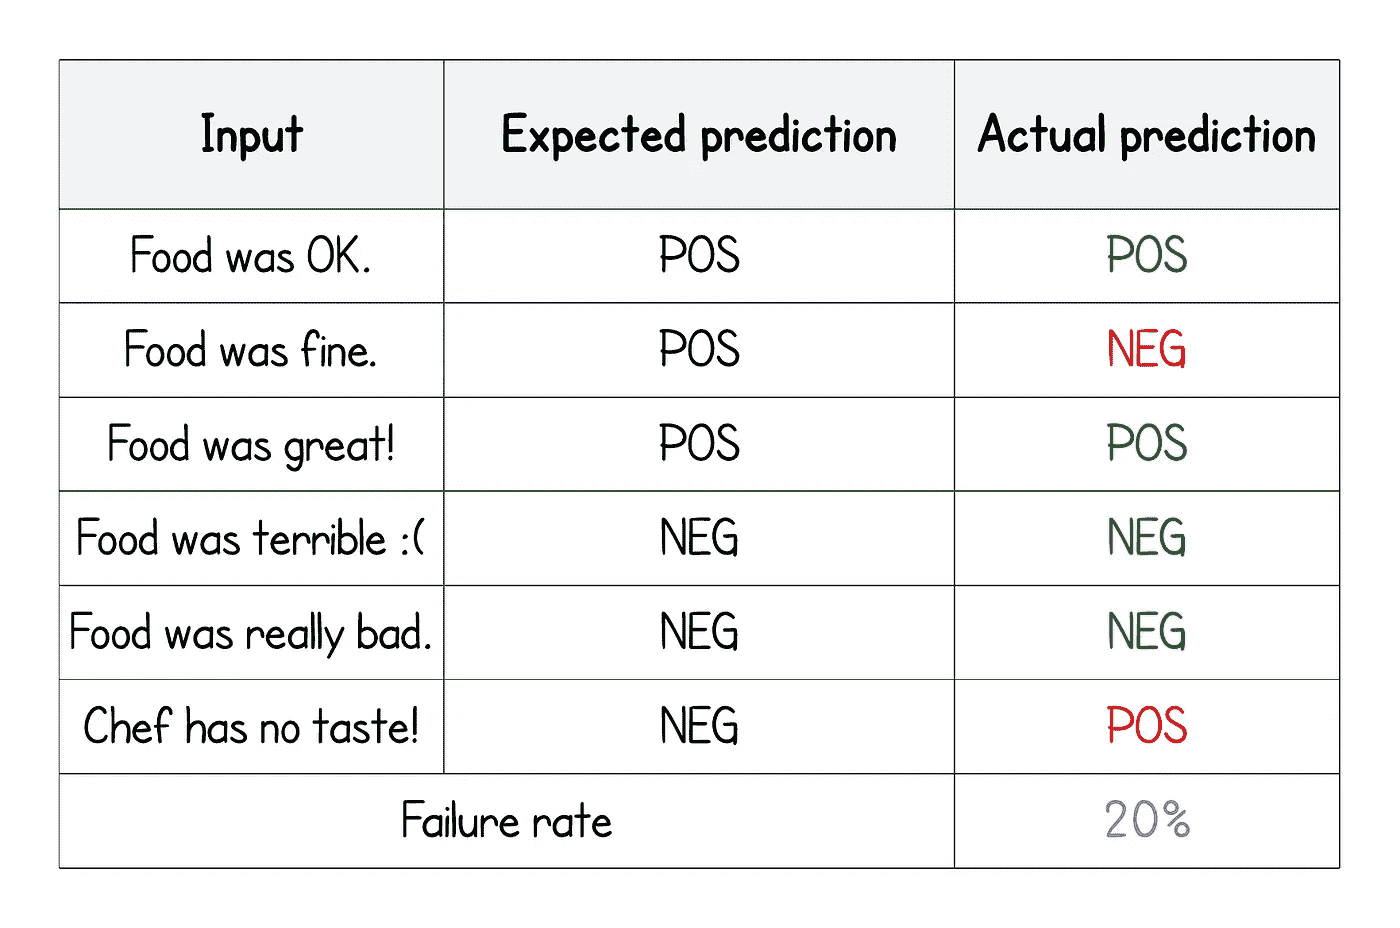 Input Expected prediction Actual prediction
Food was OK. POS POS
Food was fine. POS NEG
Food was great! POS POS
Food was terrible :( NEG NEG
Food was really bad. NEG NEG
Chef has no taste! NEG POS
Failure rate 20%